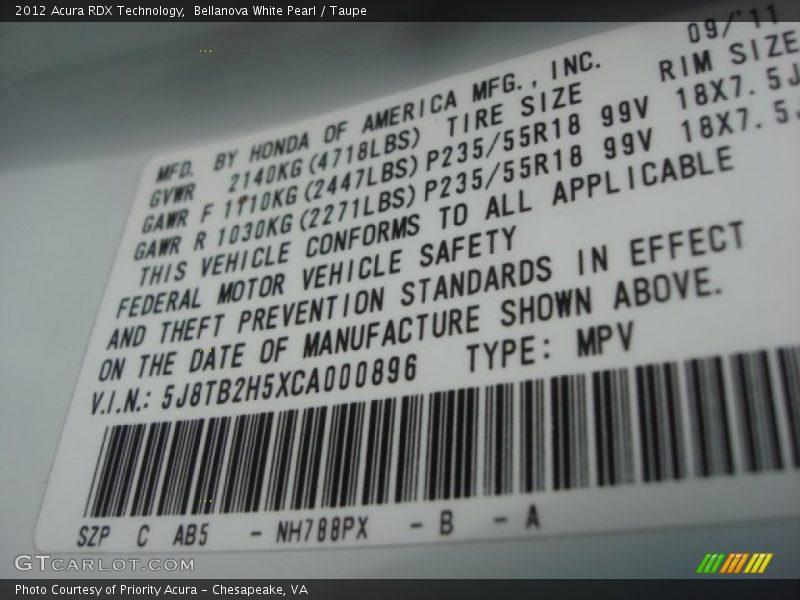 2012 Acura RDX Technology, Bellanova White Pearl / Taupe
09/'11
MFD. BY HONDA OF AMERICA MFG., INC.
GVWR 2140KG(4718LBS) TIRE SIZE RIM SIZE
GAWR F 1110KG(2447LBS)P235/55R18 99V 18X7.5J
GAWR R 1030KG(2271LBS)P235/55R18 99V 18X7.5J
THIS VEHICLE CONFORMS TO ALL APPLICABLE
FEDERAL MOTOR VEHICLE SAFETY
AND THEFT PREVENTION STANDARDS IN EFFECT
ON THE DATE OF MANUFACTURE SHOWN ABOVE.
V.I.N.: 5J8TB2H5XCA000896 TYPE: MPV
SZP C AB5 - NH788PX - B - A
GTCARLOT.COM
Photo Courtesy of Priority Acura – Chesapeake, VA